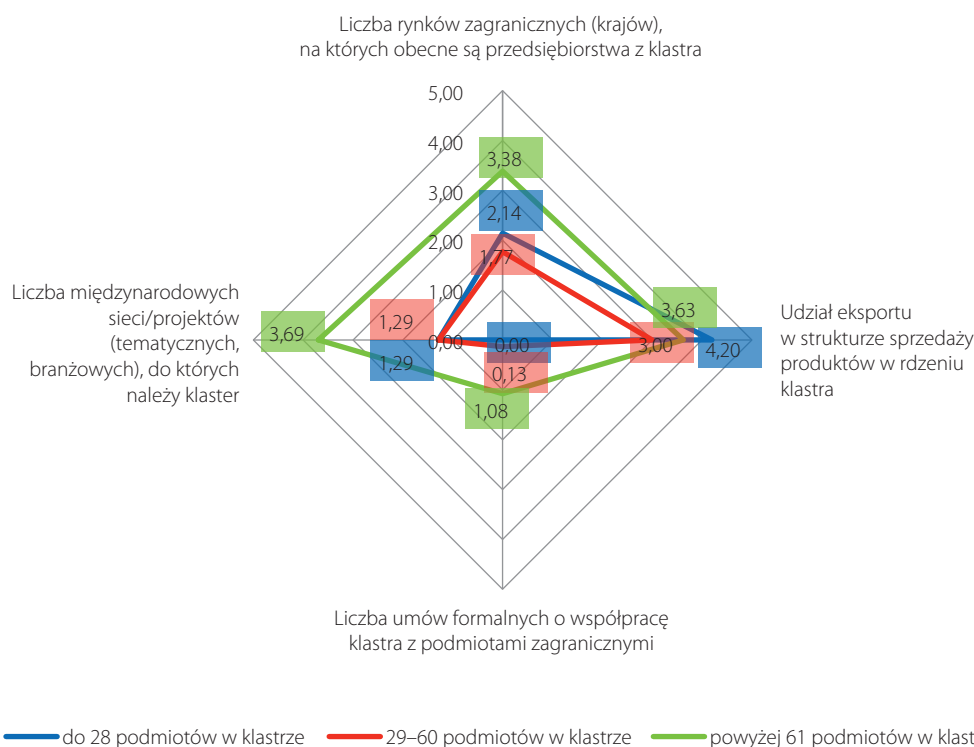 Liczba rynków zagranicznych (krajów),
na których obecne są przedsiębiorstwa z klastra
5,00
4,00
3,38
3,00
2,14
2,00
1,77
1,00
Liczba międzynarodowych
sieci/projektów
(tematycznych,
branżowych), do których
należy klaster
3,69
1,29
1,29
0,00
0,00
0,13
1,08
3,63
3,00
4,20
Udział eksportu
w strukturze sprzedaży
produktów w rdzeniu
klastra
Liczba umów formalnych o współpracę
klastra z podmiotami zagranicznymi
do 28 podmiotów w klastrze
29–60 podmiotów w klastrze
powyżej 61 podmiotów w klast